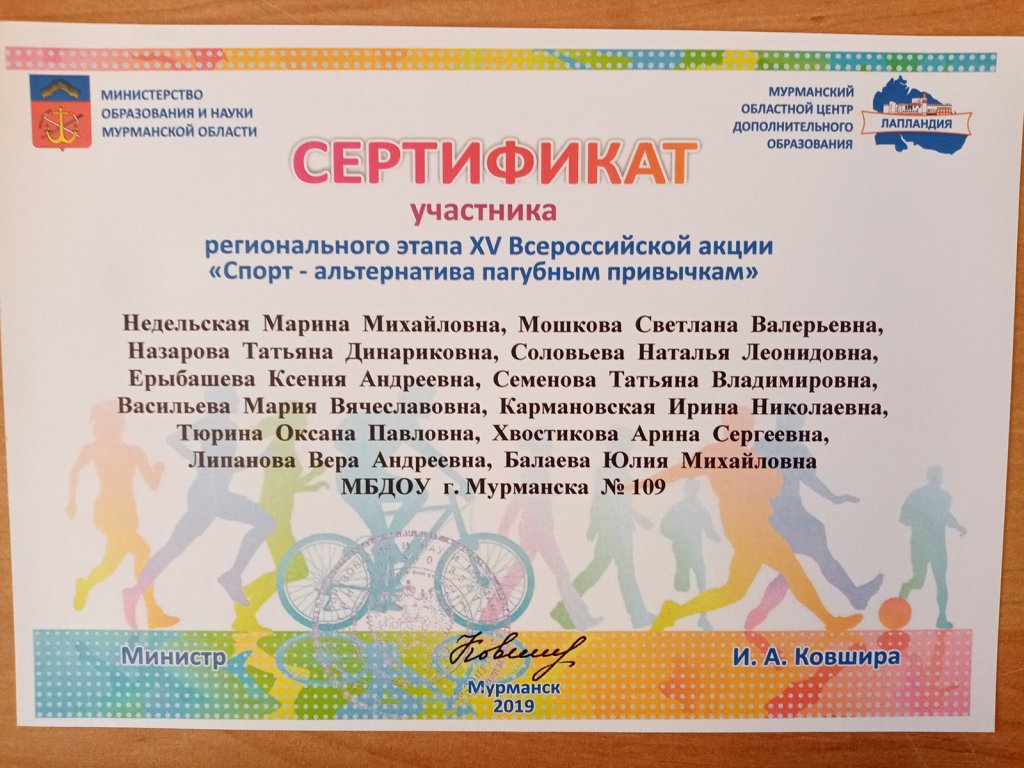 МИНИСТЕРСТВО
ОБРАЗОВАНИЯ И НАУКИ
МУРМАНСКОЙ ОБЛАСТИ
МУРМАНСКИЙ
ОБЛАСТНОЙ ЦЕНТР
ДОПОЛНИТЕЛЬНОГО
ОБРАЗОВАНИЯ
ЛАПЛАНДИЯ
СЕРТИФИКАТ
участника
регионального этапа XV Всероссийской акции
«Спорт - альтернатива пагубным привычкам»
Недельская Марина Михайловна, Мошкова Светлана Валерьевна,
Назарова Татьяна Динариковна, Соловьева Наталья Леонидовна,
Ерыбашева Ксения Андреевна, Семенова Татьяна Владимировна,
Васильева Мария Вячеславовна, Кармановская Ирина Николаевна,
Тюрина Оксана Павловна, Хвостикова Арина Сергеевна,
Липанова Вера Андреевна, Балаева Юлия Михайловна
МБДОУ г. Мурманска № 109
Министр
И. А. Ковшира
Мурманск
2019